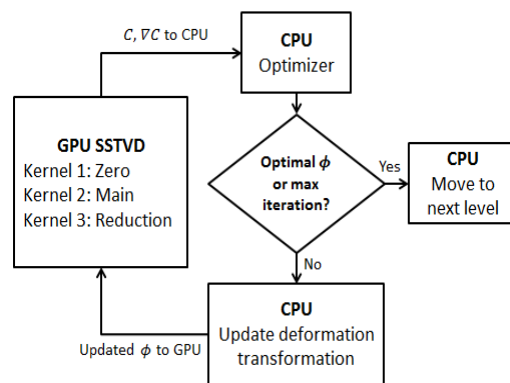 C, ∇C to CPU
CPU
Optimizer
GPU SSTVD
Kernel 1: Zero
Kernel 2: Main
Kernel 3: Reduction
Optimal ϕ
or max
iteration?
Yes
CPU
Move to
next level
No
CPU
Update deformation
transformation
Updated ϕ to GPU